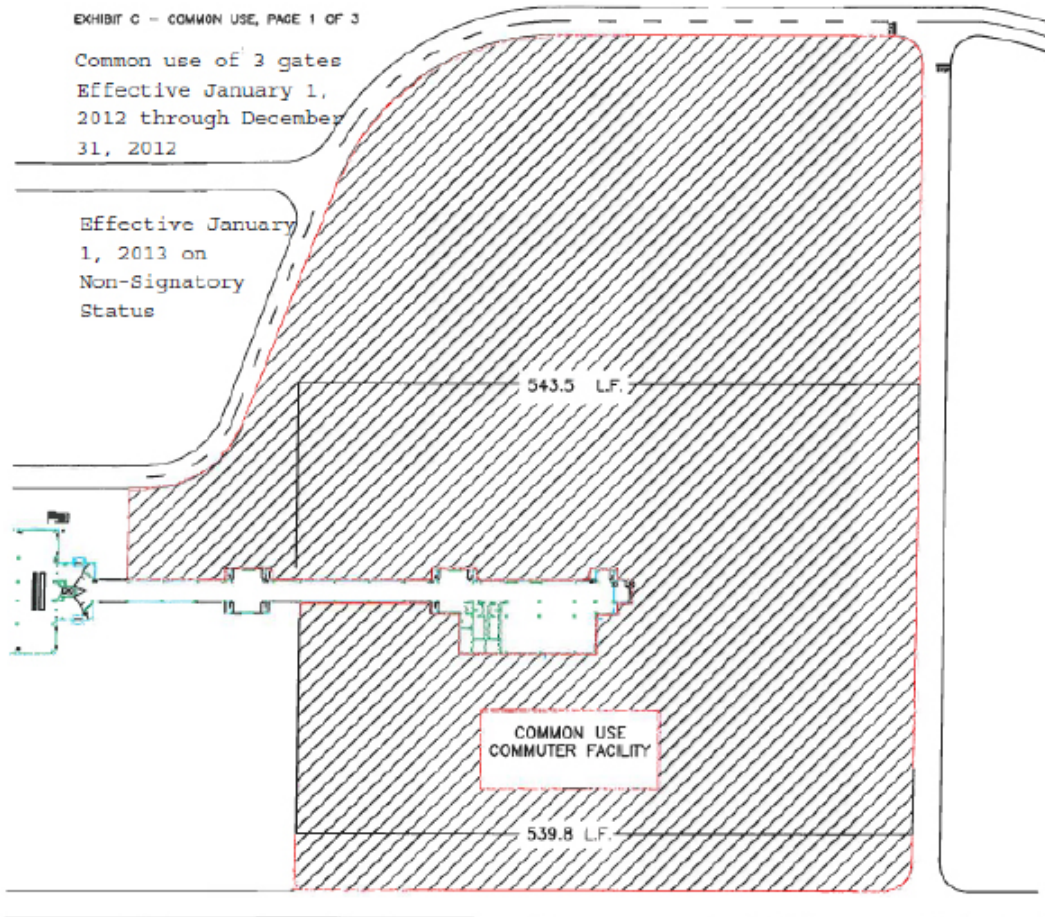 EXHIBIT C - COMMON USE, PAGE 1 OF 3
Common use of 3 gates
Effective January 1,
2012 through December
31, 2012
Effective January
1, 2013 on
Non-Signatory
Status
543.5 L.F.
COMMON USE
COMMUTER FACILITY
539.8 L.F.